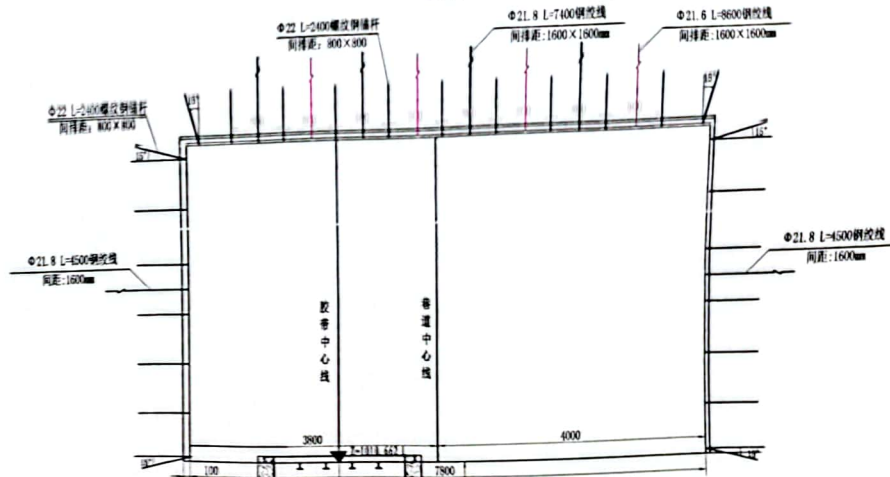 Φ21.8 L=7400钢绞线
间排距:1600×1600mm
Φ21.6 L=8600钢绞线
间排距:1600×1600mm
Φ22 L=2400螺纹钢锚杆
间排距：800×800
Φ22 L=2400螺纹钢锚杆
间排距：800×800
15°
15°
Φ21.8 L=4500钢绞线
间距:1600mm
Φ21.8 L=4500钢绞线
间距:1600mm
胶带中心线
巷道中心线
3800
4000
100
7800